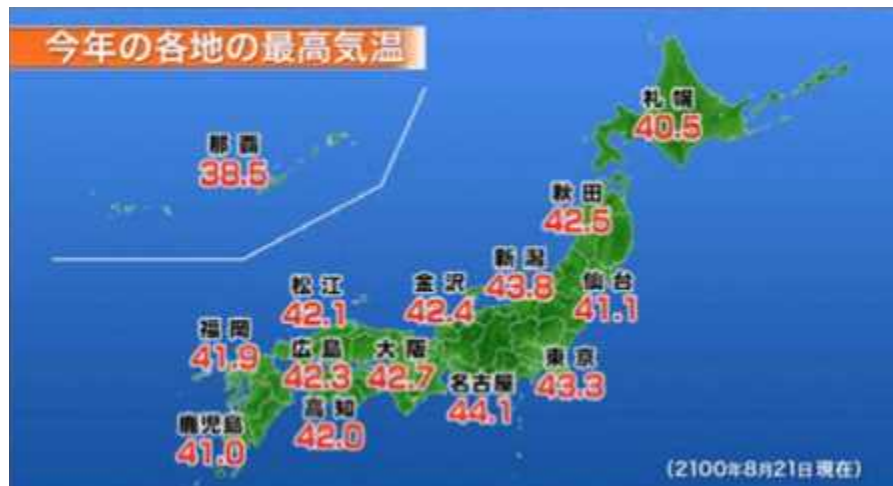 今年の各地の最高気温
札幌
40.5
那覇
38.5
秋田
42.5
新潟
43.8
仙台
41.1
金沢
42.4
松江
42.1
福岡
41.9
広島
42.3
大阪
42.7
東京
43.3
名古屋
44.1
高知
42.0
鹿児島
41.0
(2100年8月21日現在)